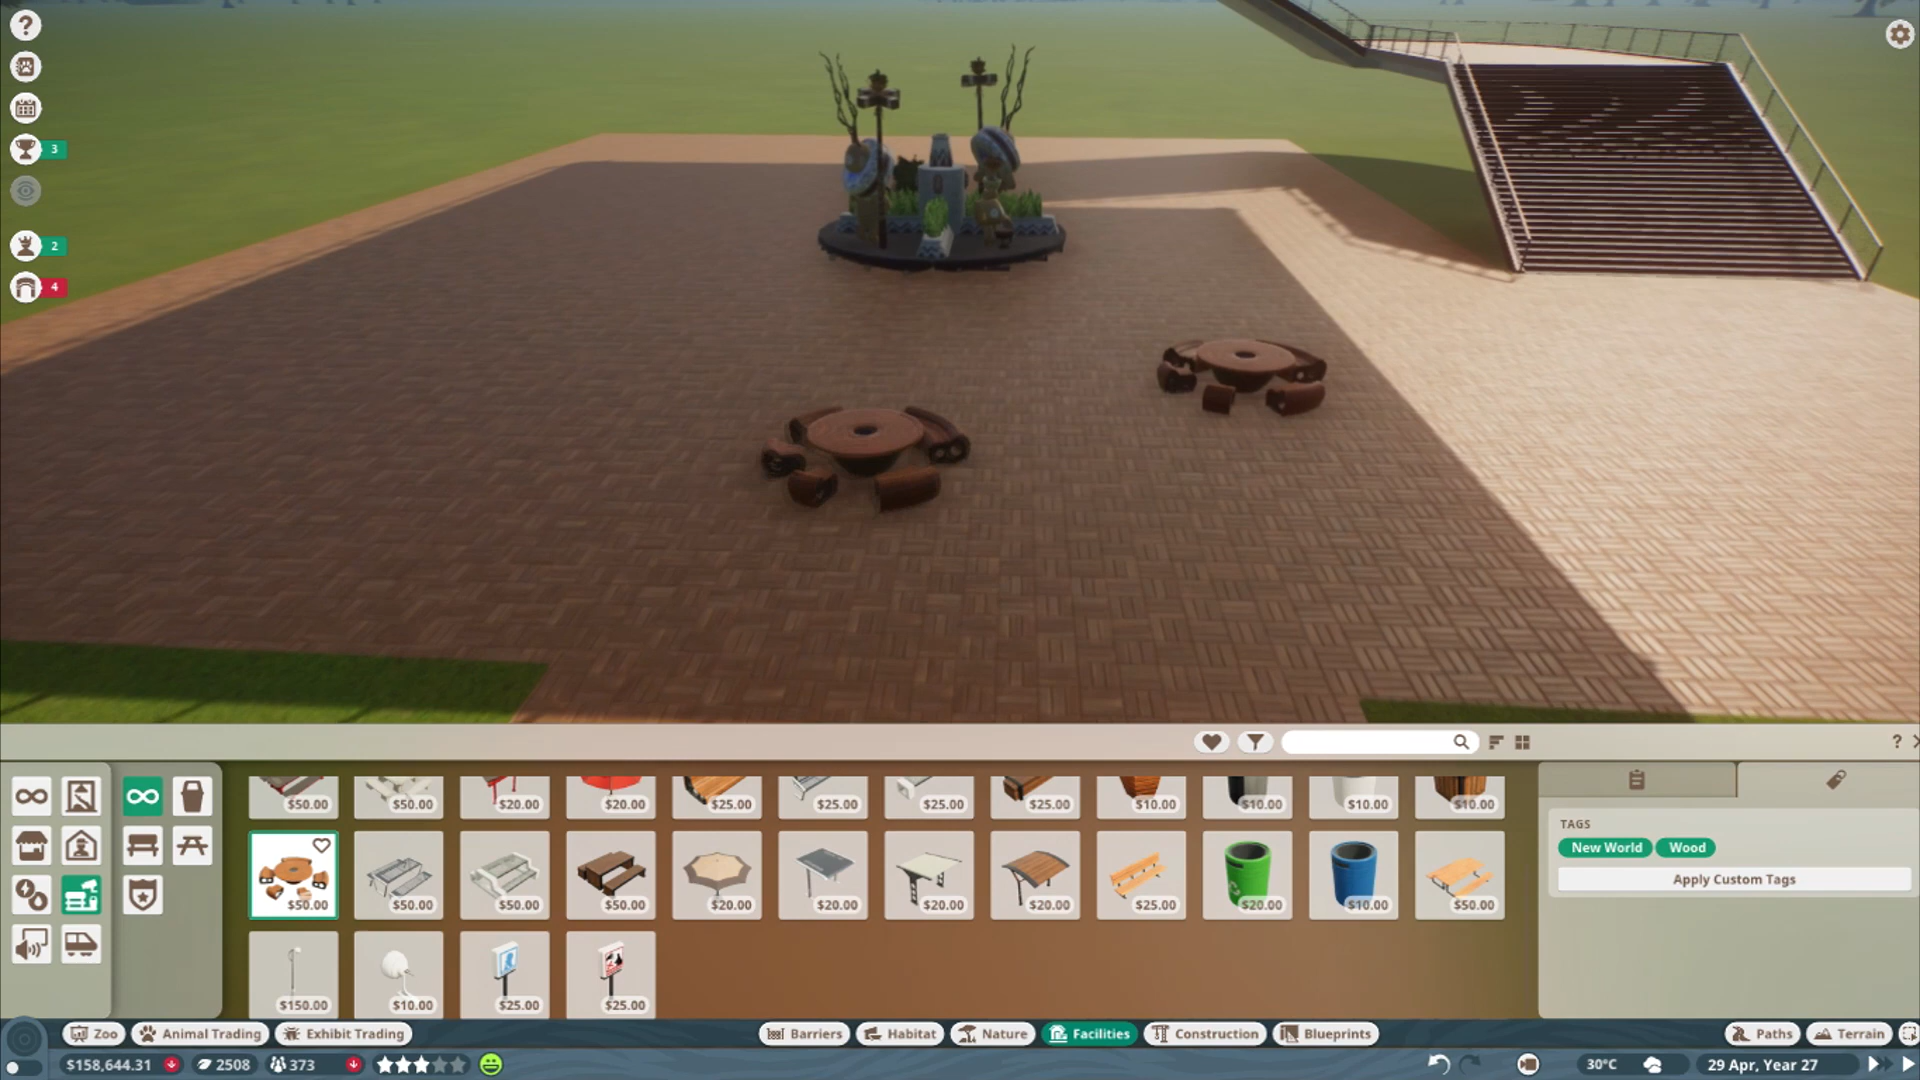 ?
3
2
4
?
$50.00 $50.00 $20.00 $20.00 $25.00 $25.00 $25.00 $25.00 $10.00 $10.00 $10.00 $10.00
$50.00 $50.00 $50.00 $50.00 $20.00 $20.00 $20.00 $20.00 $25.00 $20.00 $10.00 $50.00
$150.00 $10.00 $25.00 $25.00
TAGS
New World Wood
Apply Custom Tags
Zoo Animal Trading Exhibit Trading Barriers Habitat Nature Facilities Construction Blueprints Paths Terrain
$158,644.31 2508 373 30°C 29 Apr, Year 27